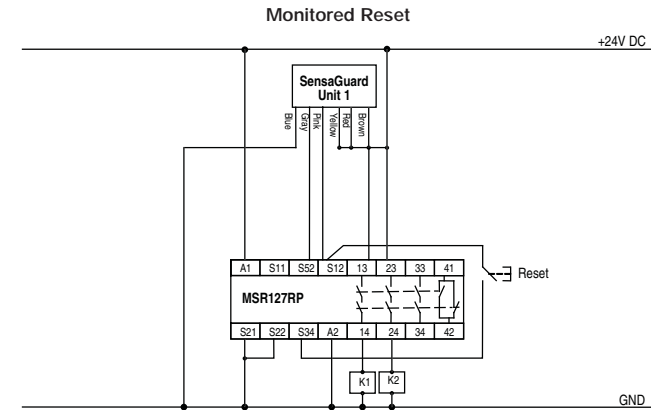 Monitored Reset
+24V DC
SensaGuard
Unit 1
Blue
Gray
Pink
Yellow
Red
Brown
A1 S11 S52 S12 13 23 33 41
Reset
MSR127RP
S21 S22 S34 A2 14 24 34 42
K1 K2
GND